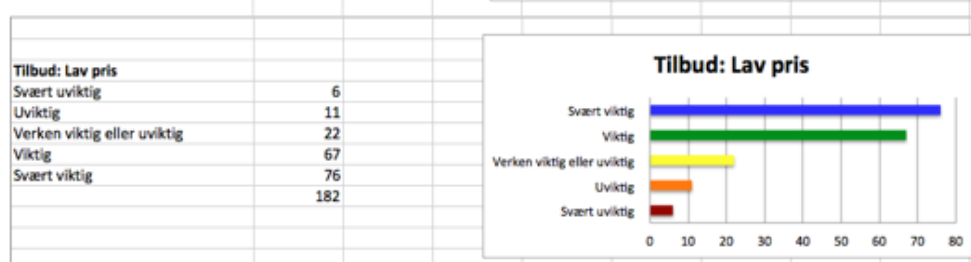 Tilbud: Lav pris
Svært uviktig 6
Uviktig 11
Verken viktig eller uviktig 22
Viktig 67
Svært viktig 76
182
Tilbud: Lav pris
Svært viktig
Viktig
Verken viktig eller uviktig
Uviktig
Svært uviktig
0 10 20 30 40 50 60 70 80